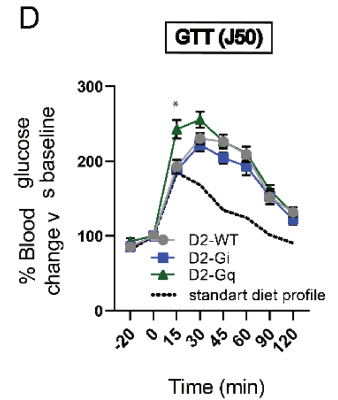 D
GTT (J50)
% Blood glucose
change v s baseline
300
200
100
0
*
D2-WT
D2-Gi
D2-Gq
standart diet profile
-20 0 15 30 45 60 90 120
Time (min)